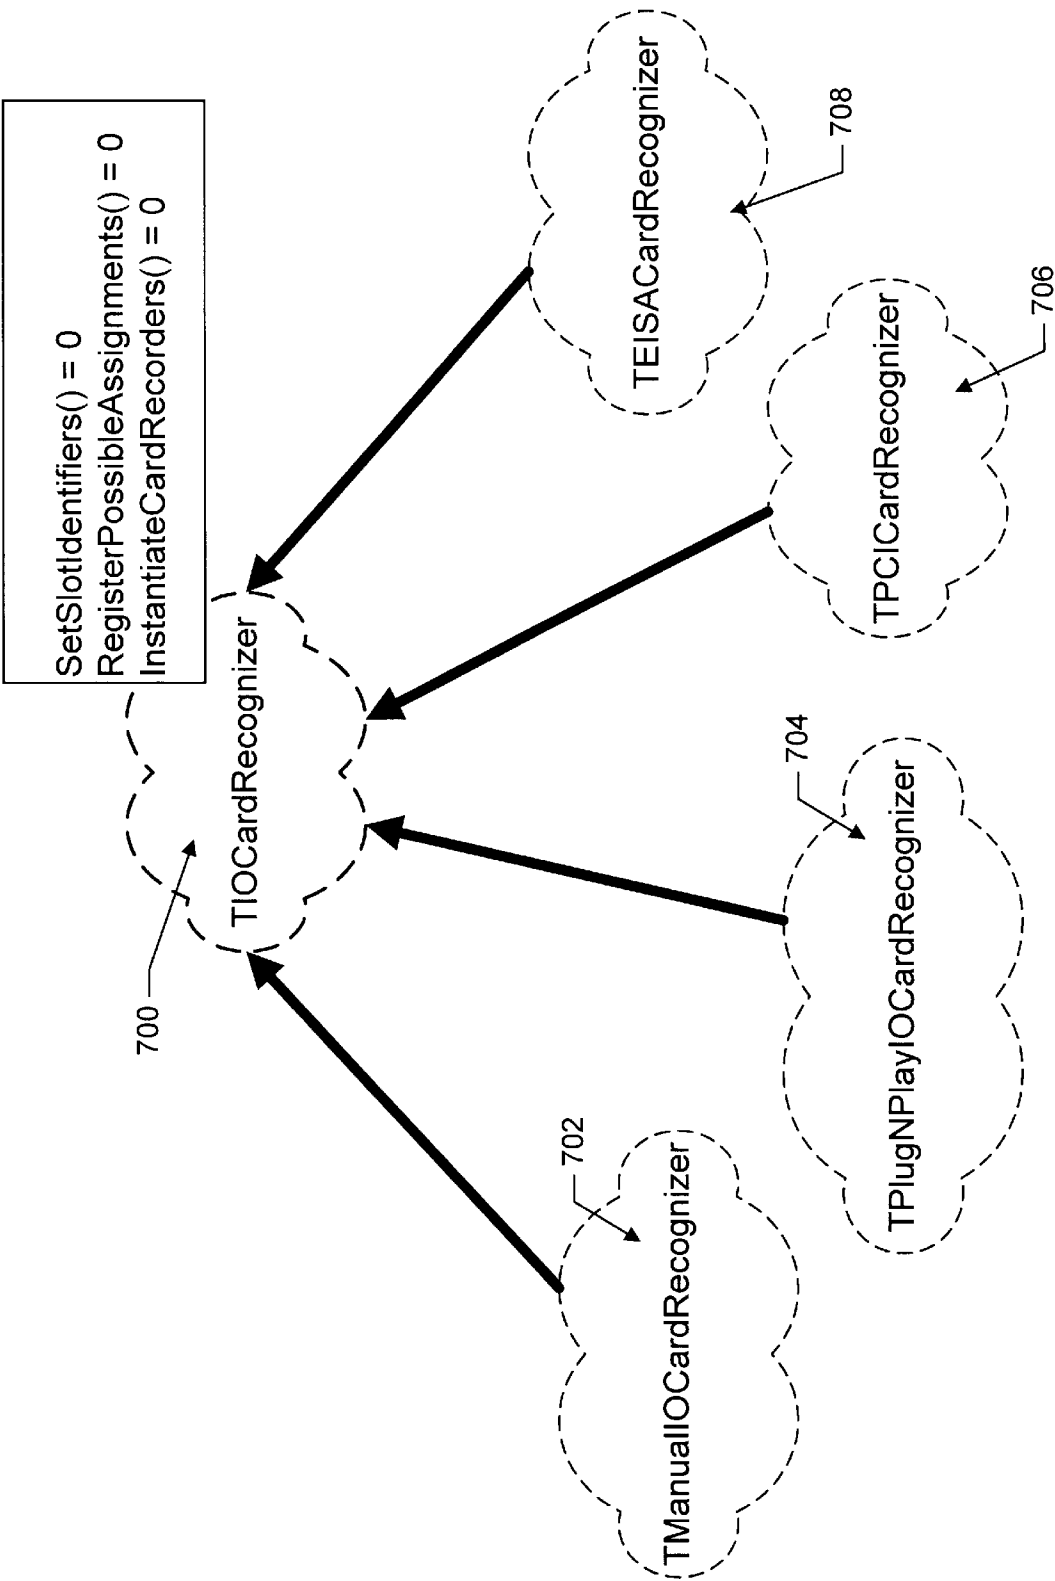 SetSlotIdentifiers() = 0
RegisterPossibleAssignments() = 0
InstantiateCardRecorders() = 0
700
TIOCardRecognizer
702
TManualIOCardRecognizer
704
TPlugNPlayIOCardRecognizer
706
TPCICardRecognizer
708
TEISACardRecognizer